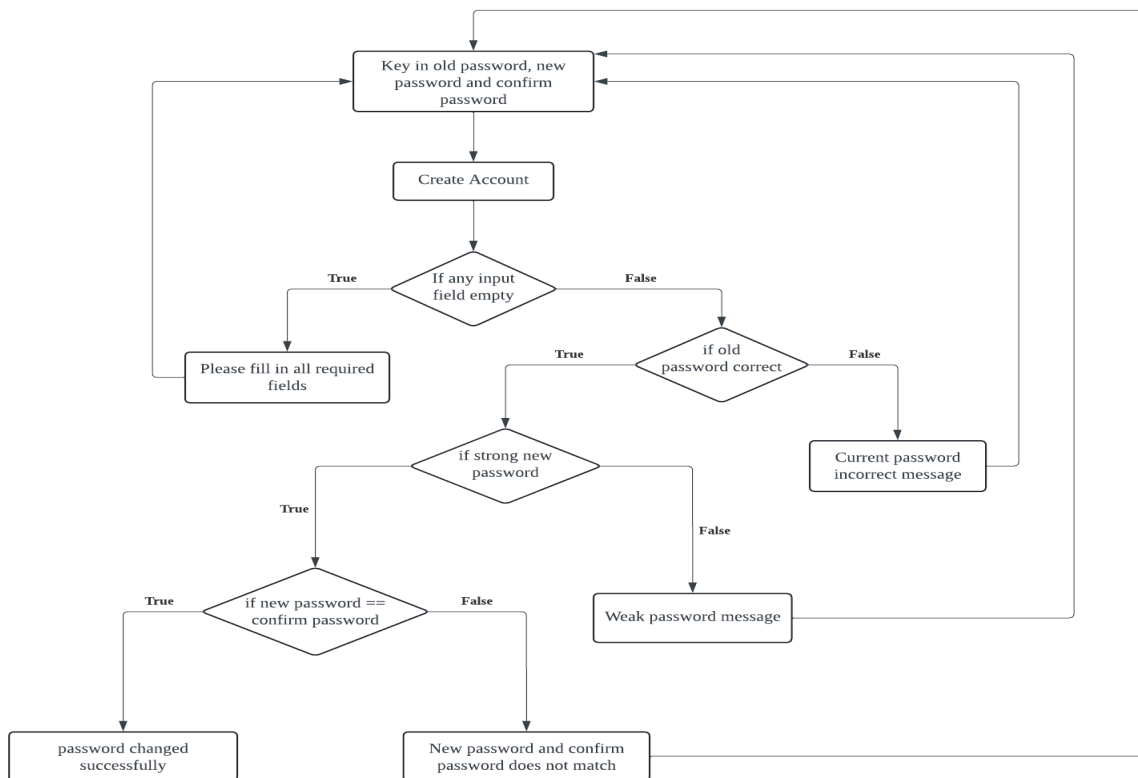 Key in old password, new
password and confirm
password
Create Account
If any input
field empty
True
False
Please fill in all required
fields
if old
password correct
True
False
Current password
incorrect message
if strong new
password
True
False
Weak password message
if new password ==
confirm password
True
False
password changed
successfully
New password and confirm
password does not match